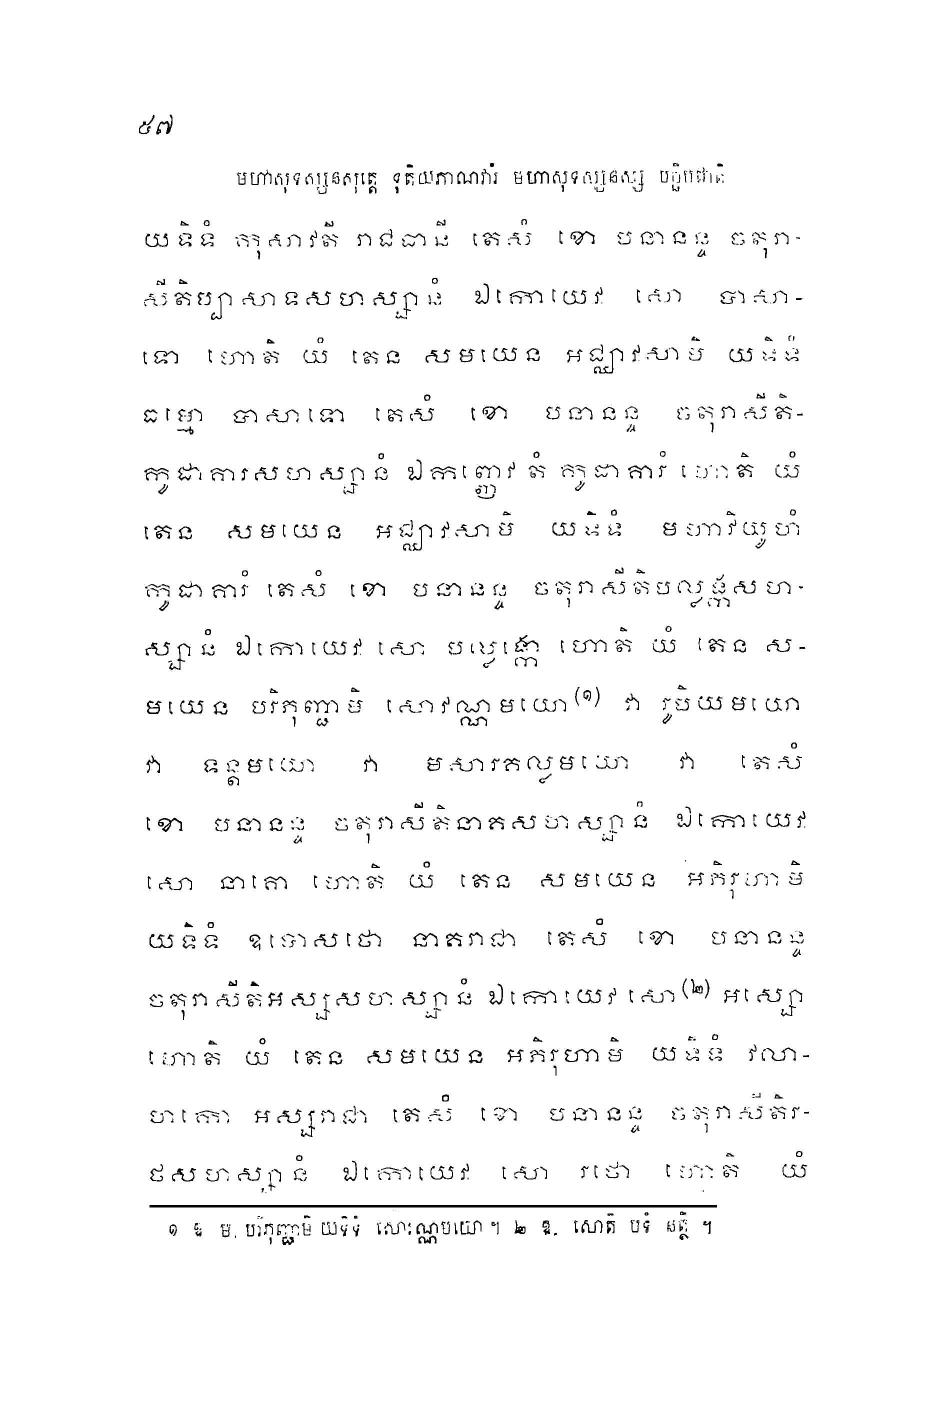 ៥៧
មហាសុទស្សនសុត្តេ ទុតិយភាណវារំ មហាសុទស្សនស្ស បច្ឆិមជាតិ
យទិទំ កុសាវតី រាជធានី តេសំ ខោ បនានន្ទ ចតុរា-
សីតិប្បាសាទសហស្សានំ ឯកោយេវ សោ បាសា-
ទោ ហោតិ យំ តេន សមយេន អជ្ឈាវសាមិ យទិទំ
ធម្មោ បាសាទោ តេសំ ខោ បនានន្ទ ចតុរាសីតិ-
កូដាគារសហស្សានំ ឯកញ្ញេវ តំ កូដាគារំ ហោតិ យំ
តេន សមយេន អជ្ឈាវសាមិ យទិទំ មហាវិយូហំ
កូដាគារំ តេសំ ខោ បនានន្ទ ចតុរាសីតិបល្លង្កសហ-
ស្សានំ ឯកោយេវ សោ បល្លង្កោ ហោតិ យំ តេន ស-
មយេន បរិភុញ្ជាមិ សោវណ្ណមយោ(១) វា រូបិយមយោ
វា ទន្តមយោ វា មសារគល្លមយោ វា តេសំ
ខោ បនានន្ទ ចតុរាសីតិនាគសហស្សានំ ឯកោយេវ
សោ នាគោ ហោតិ យំ តេន សមយេន អភិរុហាមិ
យទិទំ ឧបោសថោ នាគរាជា តេសំ ខោ បនានន្ទ
ចតុរាសីតិអស្សសហស្សានំ ឯកោយេវ សោ(២) អស្សោ
ហោតិ យំ តេន សមយេន អភិរុហាមិ យទិទំ វលា-
ហកោ អស្សរាជា តេសំ ខោ បនានន្ទ ចតុរាសីតិរ-
ថសហស្សានំ ឯកោយេវ សោ រថោ ហោតិ យំ
១ ឱ ម. បរិភុញ្ជាមិ យទិទំ សោវណ្ណមយោ ។ ២ ឱ. សោតិ បទំ នត្ថិ ។